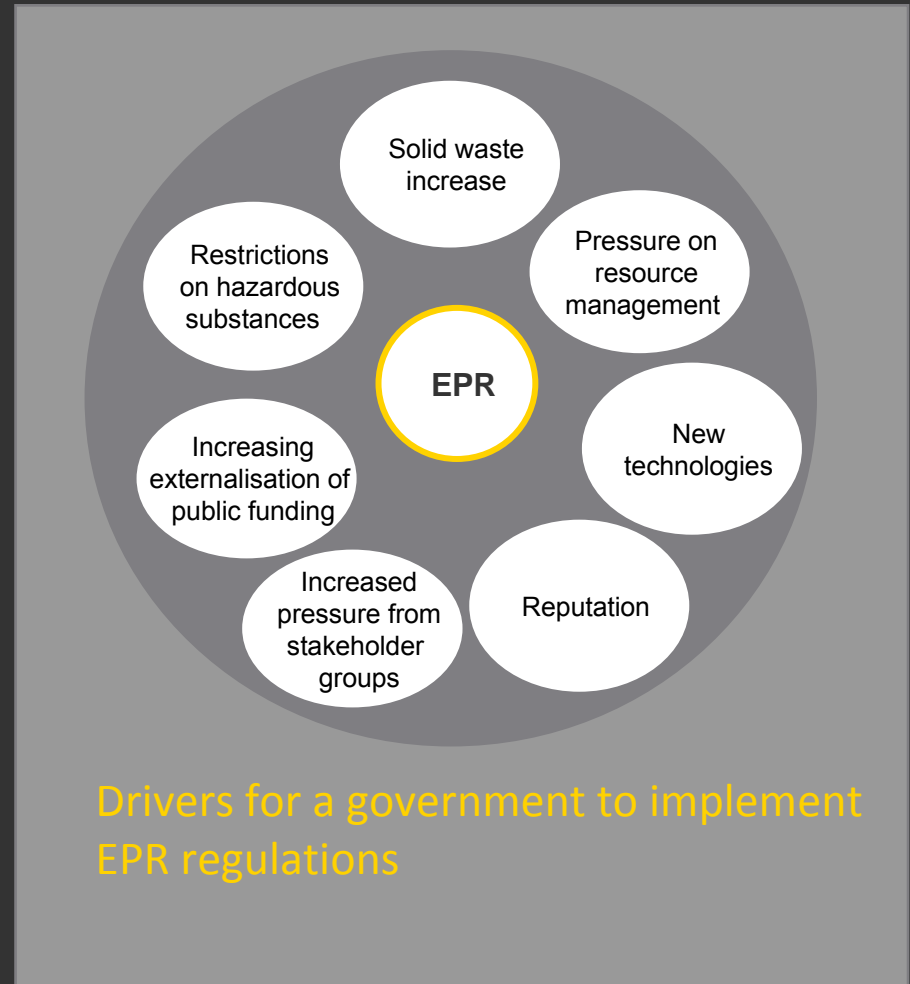 Solid waste
increase
Pressure on
resource
management
New
technologies
Reputation
Increased
pressure from
stakeholder
groups
Increasing
externalisation of
public funding
Restrictions
on hazardous
substances
EPR
Drivers for a government to implement
EPR regulations